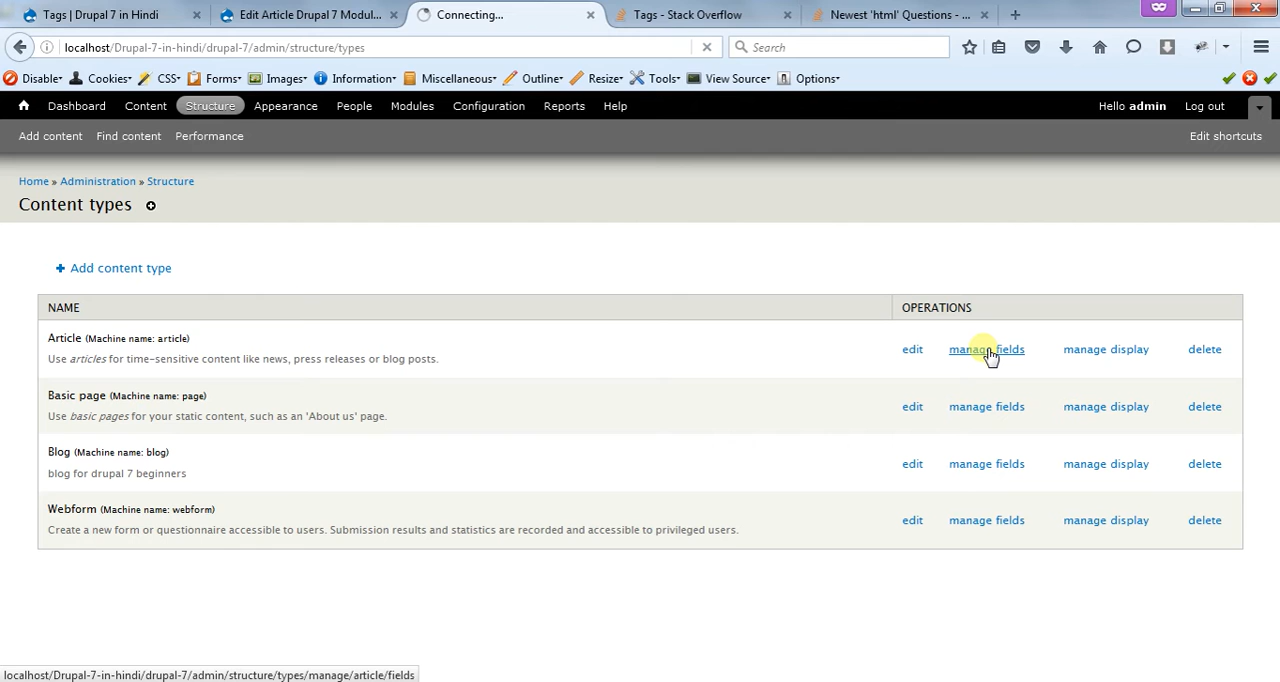 Tags | Drupal 7 in Hindi
Edit Article Drupal 7 Modul...
Connecting...
Tags - Stack Overflow
Newest 'html' Questions - ...
localhost/Drupal-7-in-hindi/drupal-7/admin/structure/types
Search
Disable Cookies CSS Forms Images Information Miscellaneous Outline Resize Tools View Source Options
Dashboard Content Structure Appearance People Modules Configuration Reports Help
Hello admin Log out
Add content Find content Performance
Edit shortcuts
Home » Administration » Structure
Content types
Add content type
NAME OPERATIONS
Article (Machine name: article)
Use articles for time-sensitive content like news, press releases or blog posts.
edit manage fields manage display delete
Basic page (Machine name: page)
Use basic pages for your static content, such as an 'About us' page.
edit manage fields manage display delete
Blog (Machine name: blog)
blog for drupal 7 beginners
edit manage fields manage display delete
Webform (Machine name: webform)
Create a new form or questionnaire accessible to users. Submission results and statistics are recorded and accessible to privileged users.
edit manage fields manage display delete
localhost/Drupal-7-in-hindi/drupal-7/admin/structure/types/manage/article/fields